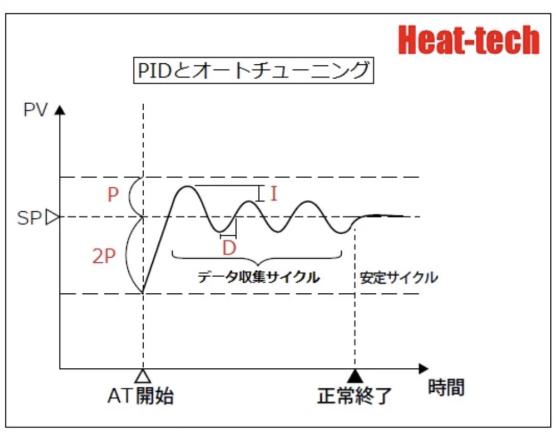 Heat-tech
PIDとオートチューニング
PV
P
I
SP
D
2P
データ収集サイクル
安定サイクル
AT開始
正常終了
時間